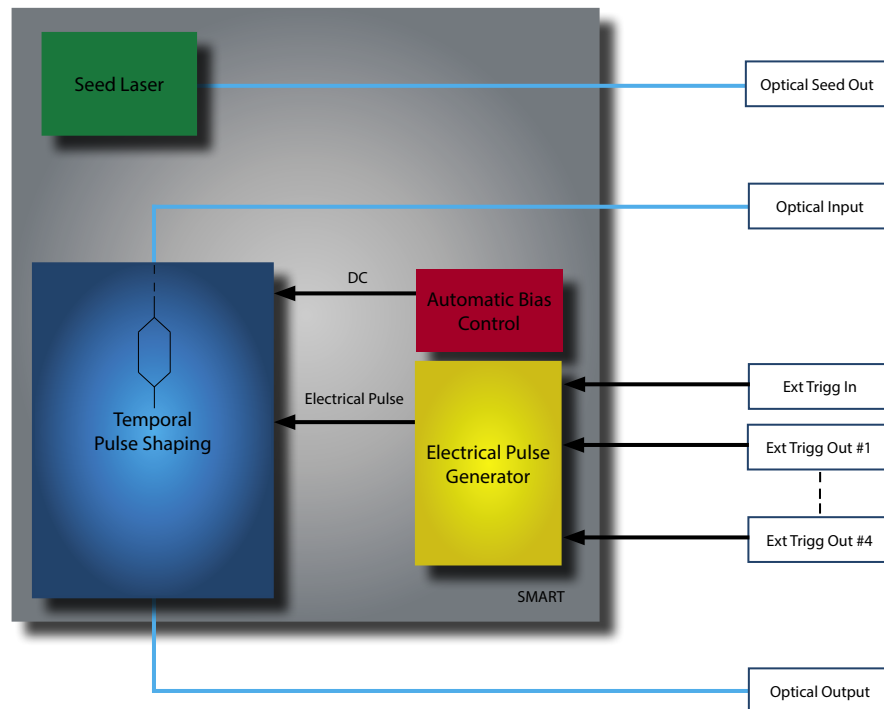 Seed Laser
Optical Seed Out
Optical Input
DC
Automatic Bias
Control
Ext Trigg In
Electrical Pulse
Temporal
Pulse Shaping
Electrical Pulse
Generator
Ext Trigg Out #1
Ext Trigg Out #4
SMART
Optical Output